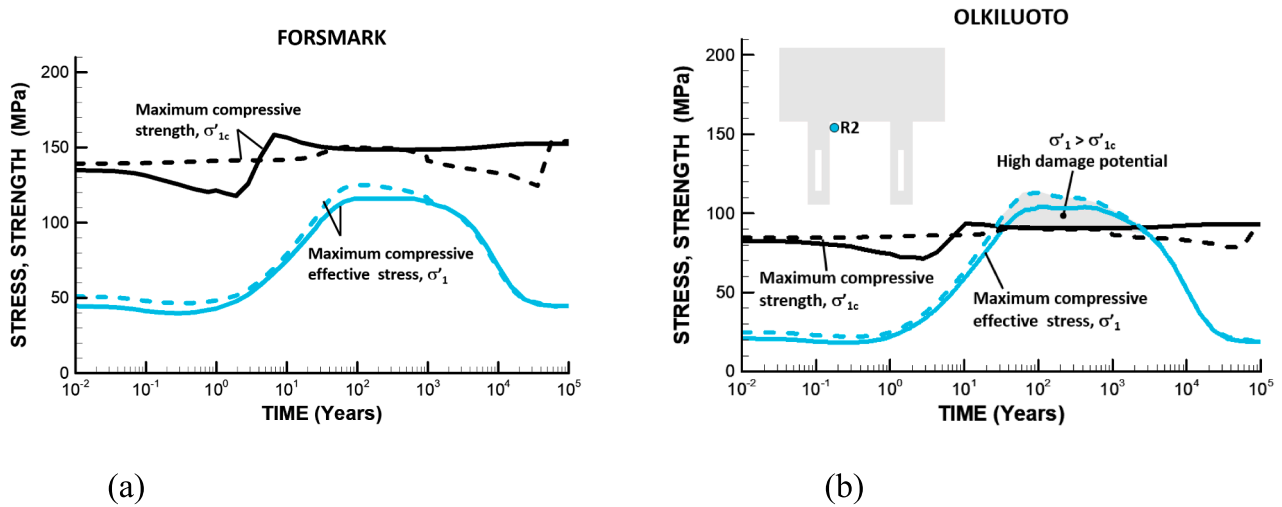 FORSMARK
STRESS, STRENGTH (MPa)
200
150
100
50
0
Maximum compressive
strength, σ'1c
Maximum compressive
effective stress, σ'1
10-2
10-1
100
101
102
103
104
105
TIME (Years)
(a)
OLKILUOTO
STRESS, STRENGTH (MPa)
200
150
100
50
0
R2
σ'1 > σ'1c
High damage potential
Maximum compressive
strength, σ'1c
Maximum compressive
effective stress, σ'1
10-2
10-1
100
101
102
103
104
105
TIME (Years)
(b)